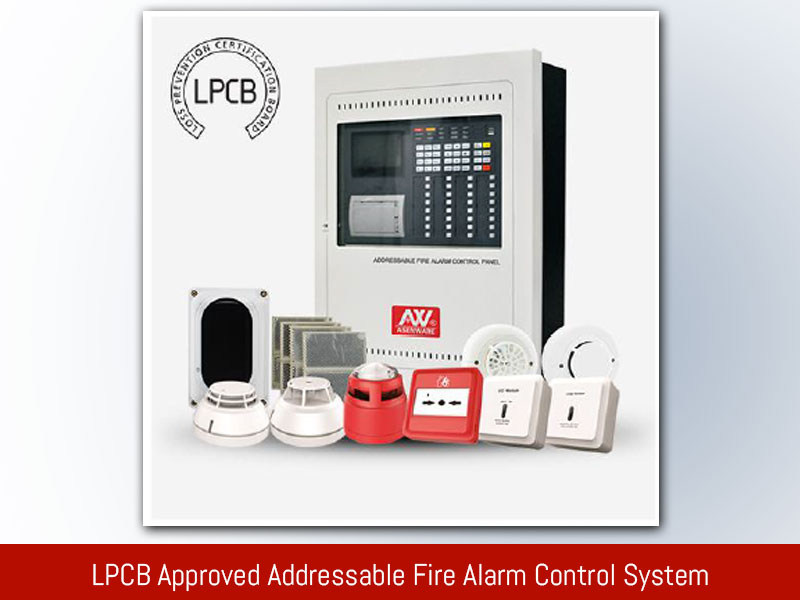 LOSS PREVENTION CERTIFICATION BOARD
LPCB
ADDRESSABLE FIRE ALARM CONTROL PANEL
AW®
ASENWARE
LPCB Approved Addressable Fire Alarm Control System